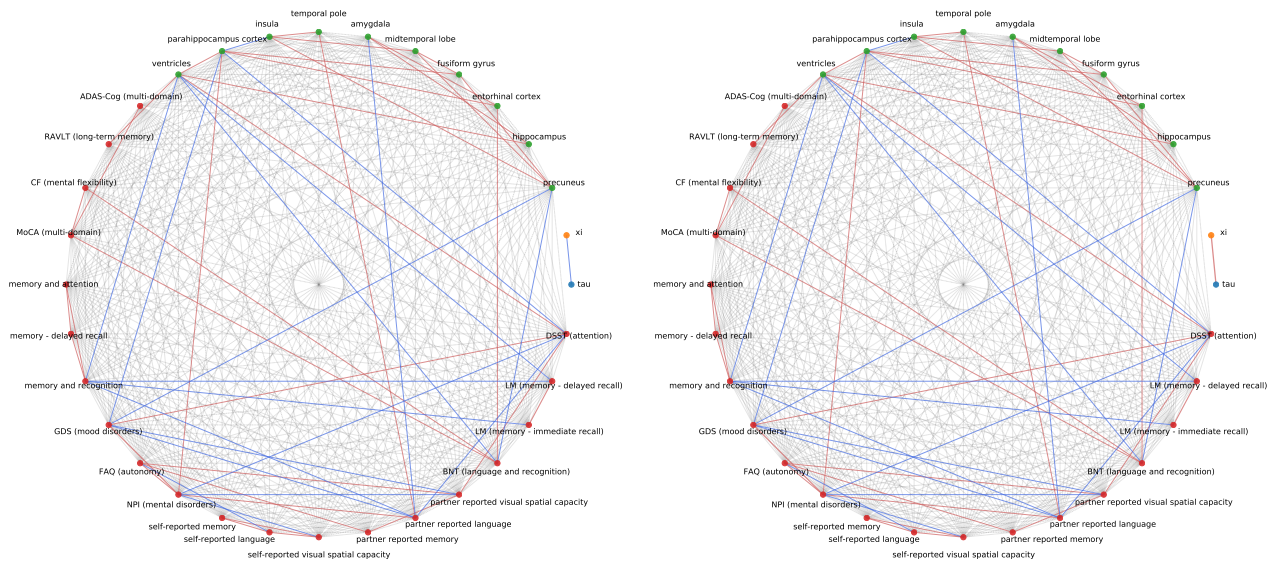 temporal pole
insula
amygdala
parahippocampus cortex
midtemporal lobe
ventricles
fusiform gyrus
ADAS-Cog (multi-domain)
entorhinal cortex
RAVLT (long-term memory)
hippocampus
CF (mental flexibility)
precuneus
MoCA (multi-domain)
xi
memory and attention
tau
memory - delayed recall
DSST (attention)
memory and recognition
LM (memory - delayed recall)
GDS (mood disorders)
LM (memory - immediate recall)
FAQ (autonomy)
BNT (language and recognition)
NPI (mental disorders)
partner reported visual spatial capacity
self-reported memory
partner reported language
self-reported language
partner reported memory
self-reported visual spatial capacity
temporal pole
insula
amygdala
parahippocampus cortex
midtemporal lobe
ventricles
fusiform gyrus
ADAS-Cog (multi-domain)
entorhinal cortex
RAVLT (long-term memory)
hippocampus
CF (mental flexibility)
precuneus
MoCA (multi-domain)
xi
memory and attention
tau
memory - delayed recall
DSST (attention)
memory and recognition
LM (memory - delayed recall)
GDS (mood disorders)
LM (memory - immediate recall)
FAQ (autonomy)
BNT (language and recognition)
NPI (mental disorders)
partner reported visual spatial capacity
self-reported memory
partner reported language
self-reported language
partner reported memory
self-reported visual spatial capacity